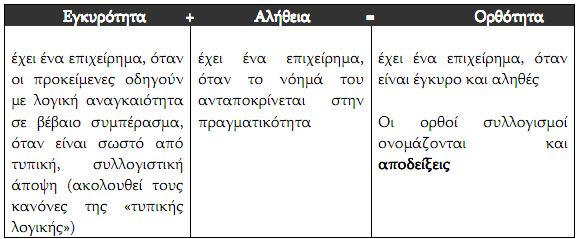 Εγκυρότητα + Αλήθεια = Ορθότητα
έχει ένα επιχείρημα, όταν
οι προκείμενες οδηγούν
με λογική αναγκαιότητα
σε βέβαιο συμπέρασμα,
όταν είναι σωστό από
τυπική, συλλογιστική
άποψη (ακολουθεί τους
κανόνες της «τυπικής
λογικής»)
έχει ένα επιχείρημα,
όταν το νόημά του
ανταποκρίνεται στην
πραγματικότητα
έχει ένα επιχείρημα, όταν
είναι έγκυρο και αληθές
Οι ορθοί συλλογισμοί
ονομάζονται και
αποδείξεις